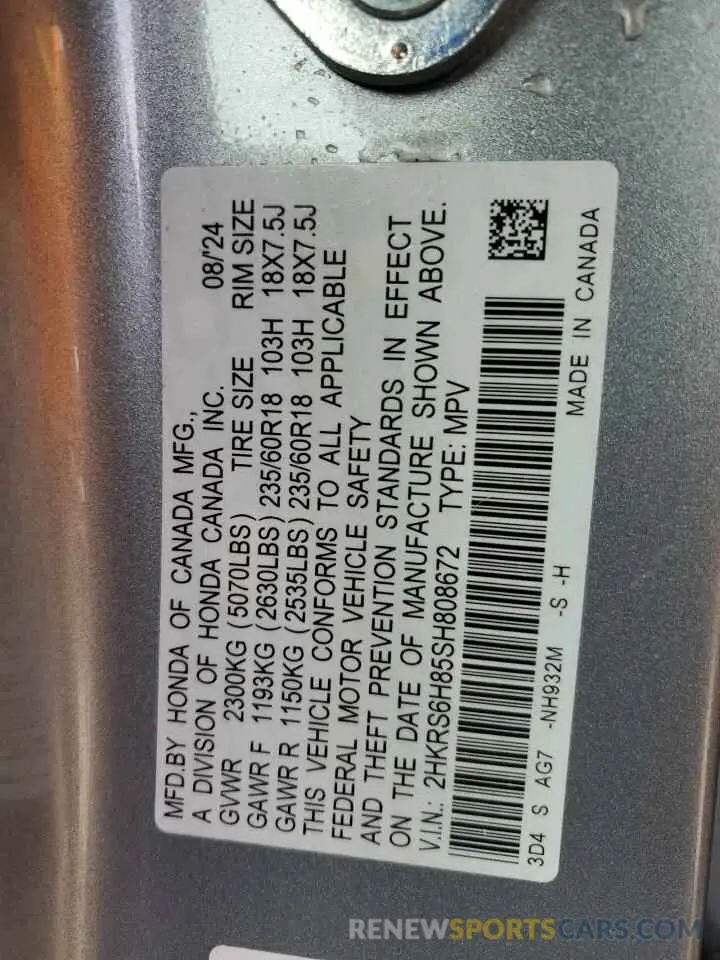 MFD.BY HONDA OF CANADA MFG.,
A DIVISION OF HONDA CANADA INC. 08/'24
GVWR 2300KG (5070LBS) TIRE SIZE RIM SIZE
GAWR F 1193KG (2630LBS) 235/60R18 103H 18X7.5J
GAWR R 1150KG (2535LBS) 235/60R18 103H 18X7.5J
THIS VEHICLE CONFORMS TO ALL APPLICABLE
FEDERAL MOTOR VEHICLE SAFETY
AND THEFT PREVENTION STANDARDS IN EFFECT
ON THE DATE OF MANUFACTURE SHOWN ABOVE.
V.I.N.: 2HKRS6H85SH808672 TYPE: MPV
3D4 S AG7 -NH932M -S -H
MADE IN CANADA
RENEWSPORTSCARS.COM